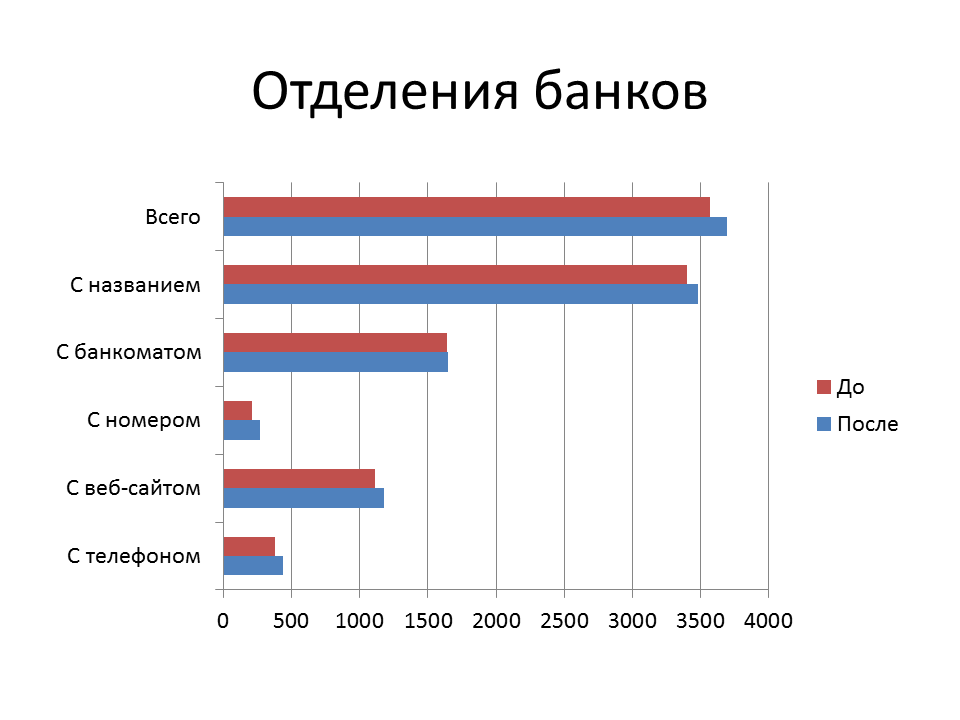 Отделения банков
Всего
С названием
С банкоматом
С номером
С веб-сайтом
С телефоном
До
После
0 500 1000 1500 2000 2500 3000 3500 4000